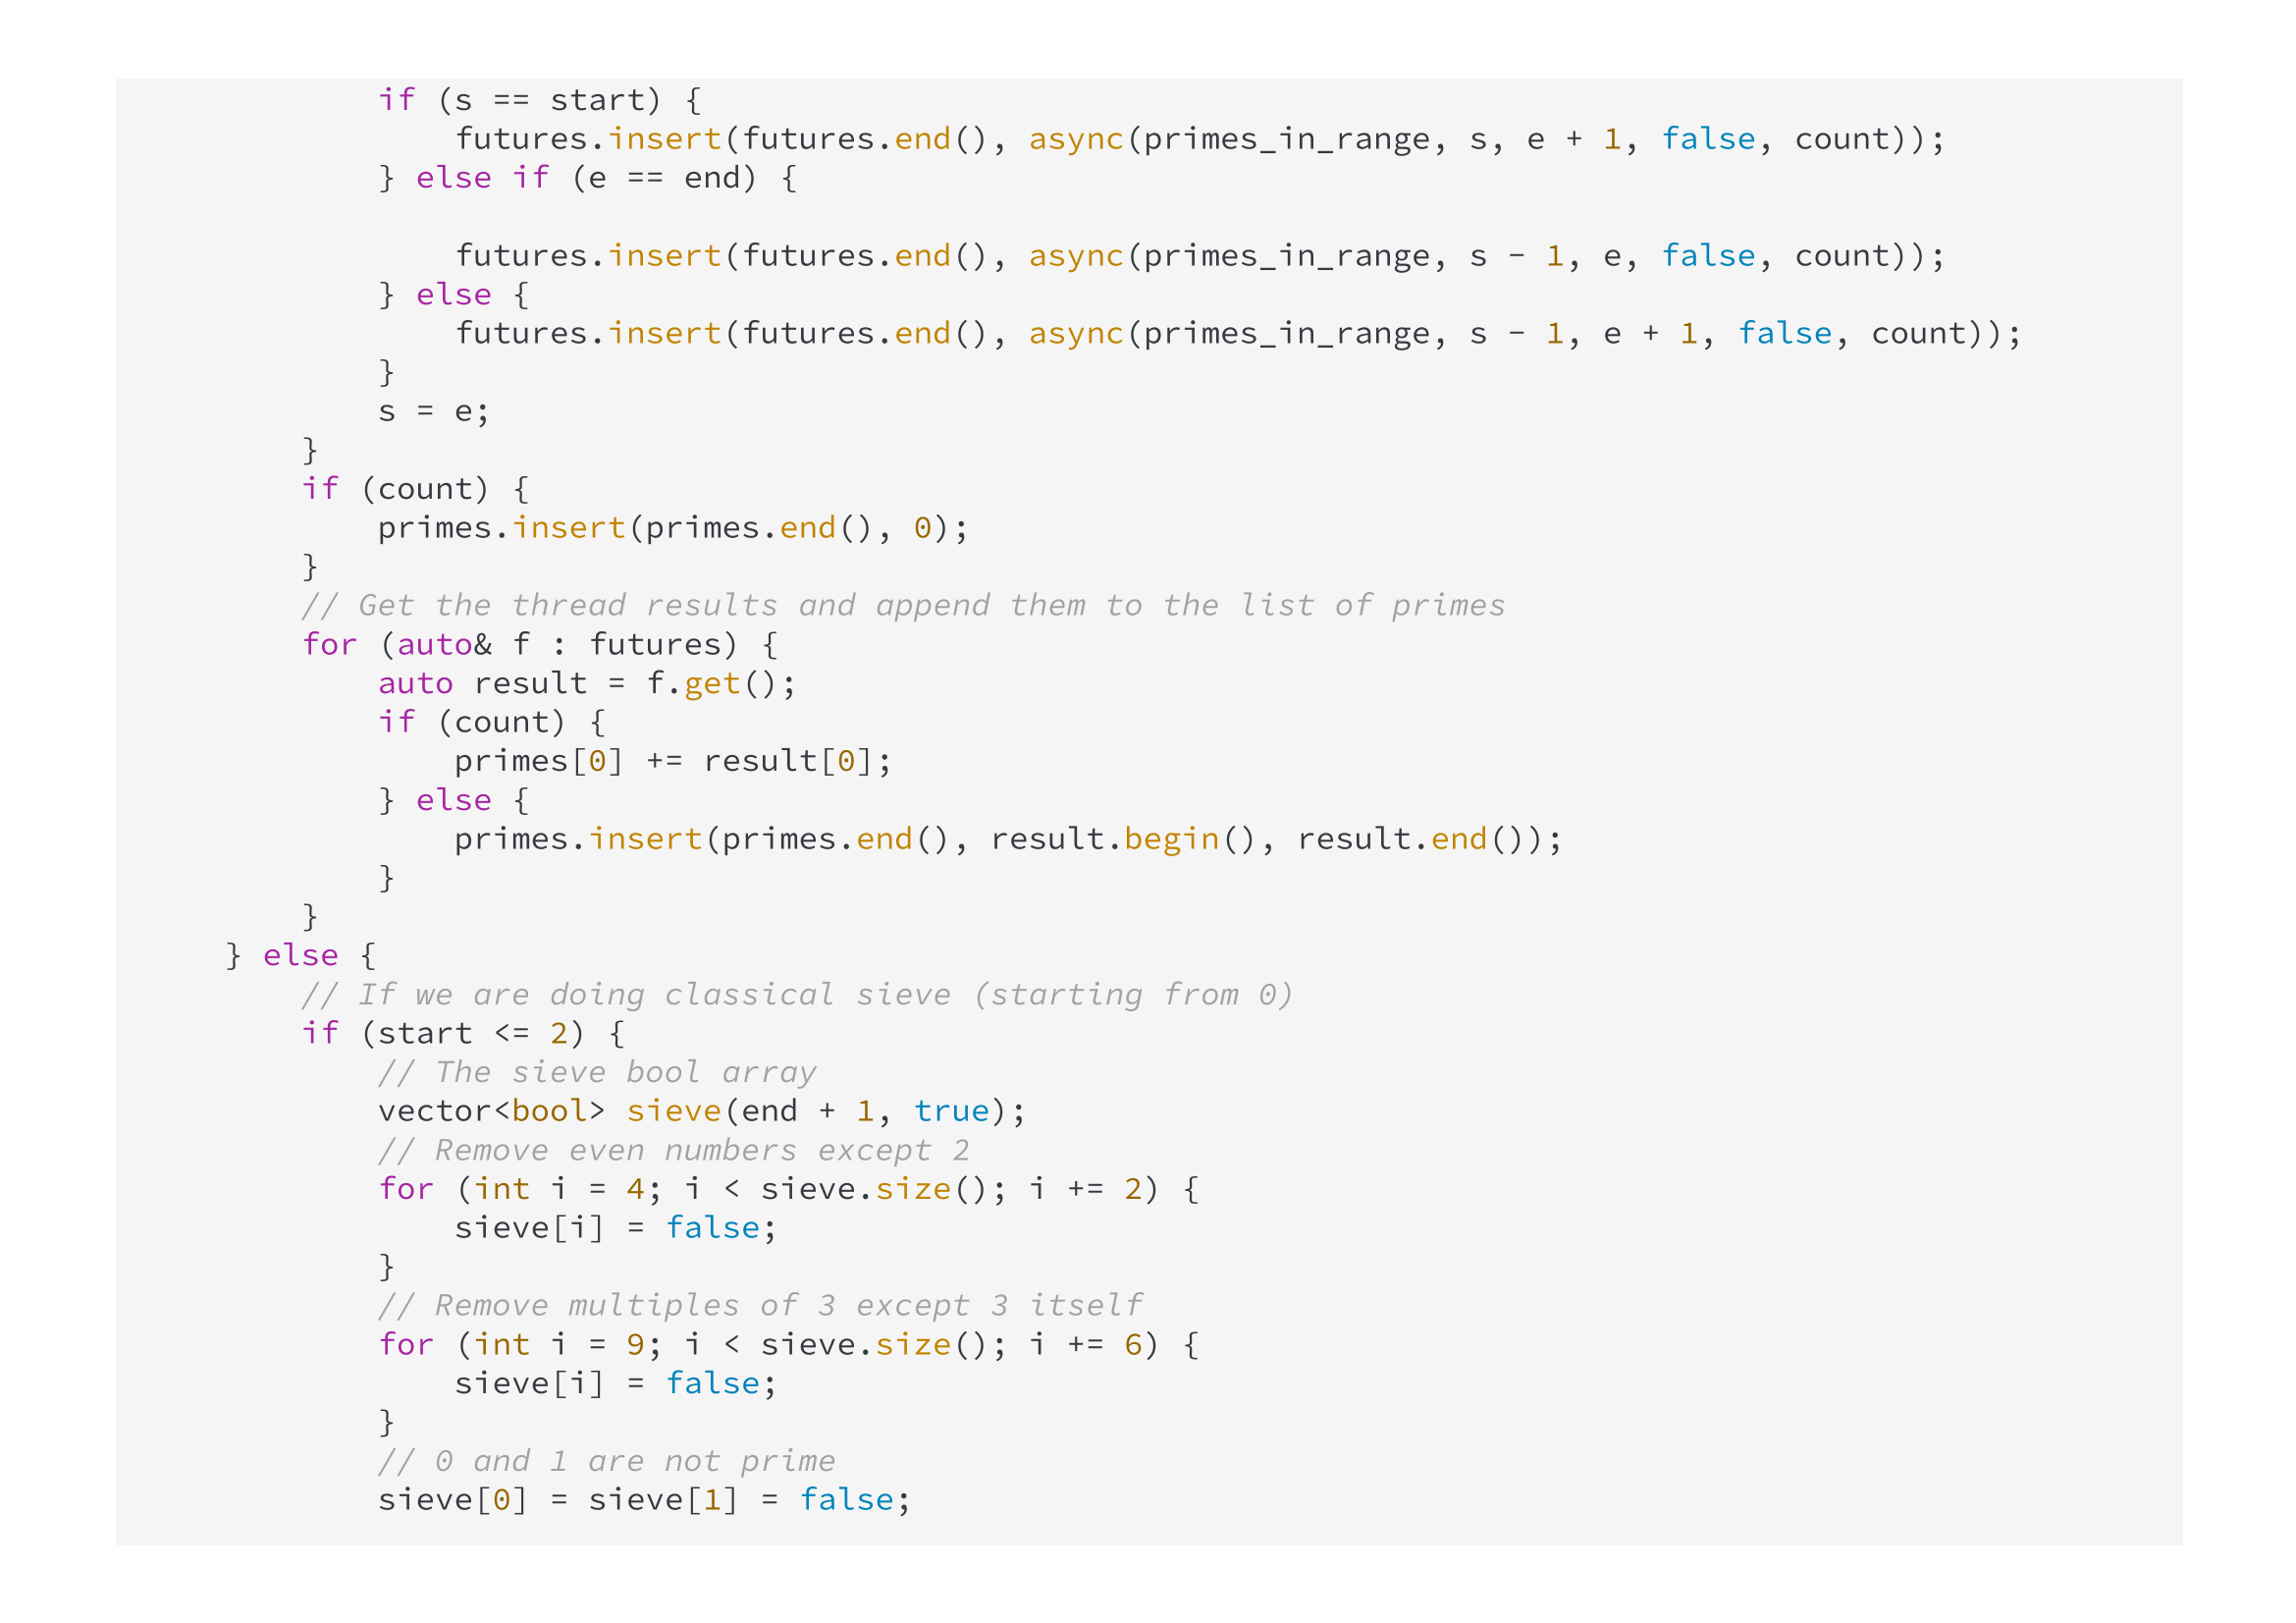 if (s == start) {
futures.insert(futures.end(), async(primes_in_range, s, e + 1, false, count));
} else if (e == end) {
futures.insert(futures.end(), async(primes_in_range, s - 1, e, false, count));
} else {
futures.insert(futures.end(), async(primes_in_range, s - 1, e + 1, false, count));
}
s = e;
}
if (count) {
primes.insert(primes.end(), 0);
}
// Get the thread results and append them to the list of primes
for (auto& f : futures) {
auto result = f.get();
if (count) {
primes[0] += result[0];
} else {
primes.insert(primes.end(), result.begin(), result.end());
}
}
} else {
// If we are doing classical sieve (starting from 0)
if (start <= 2) {
// The sieve bool array
vector<bool> sieve(end + 1, true);
// Remove even numbers except 2
for (int i = 4; i < sieve.size(); i += 2) {
sieve[i] = false;
}
// Remove multiples of 3 except 3 itself
for (int i = 9; i < sieve.size(); i += 6) {
sieve[i] = false;
}
// 0 and 1 are not prime
sieve[0] = sieve[1] = false;